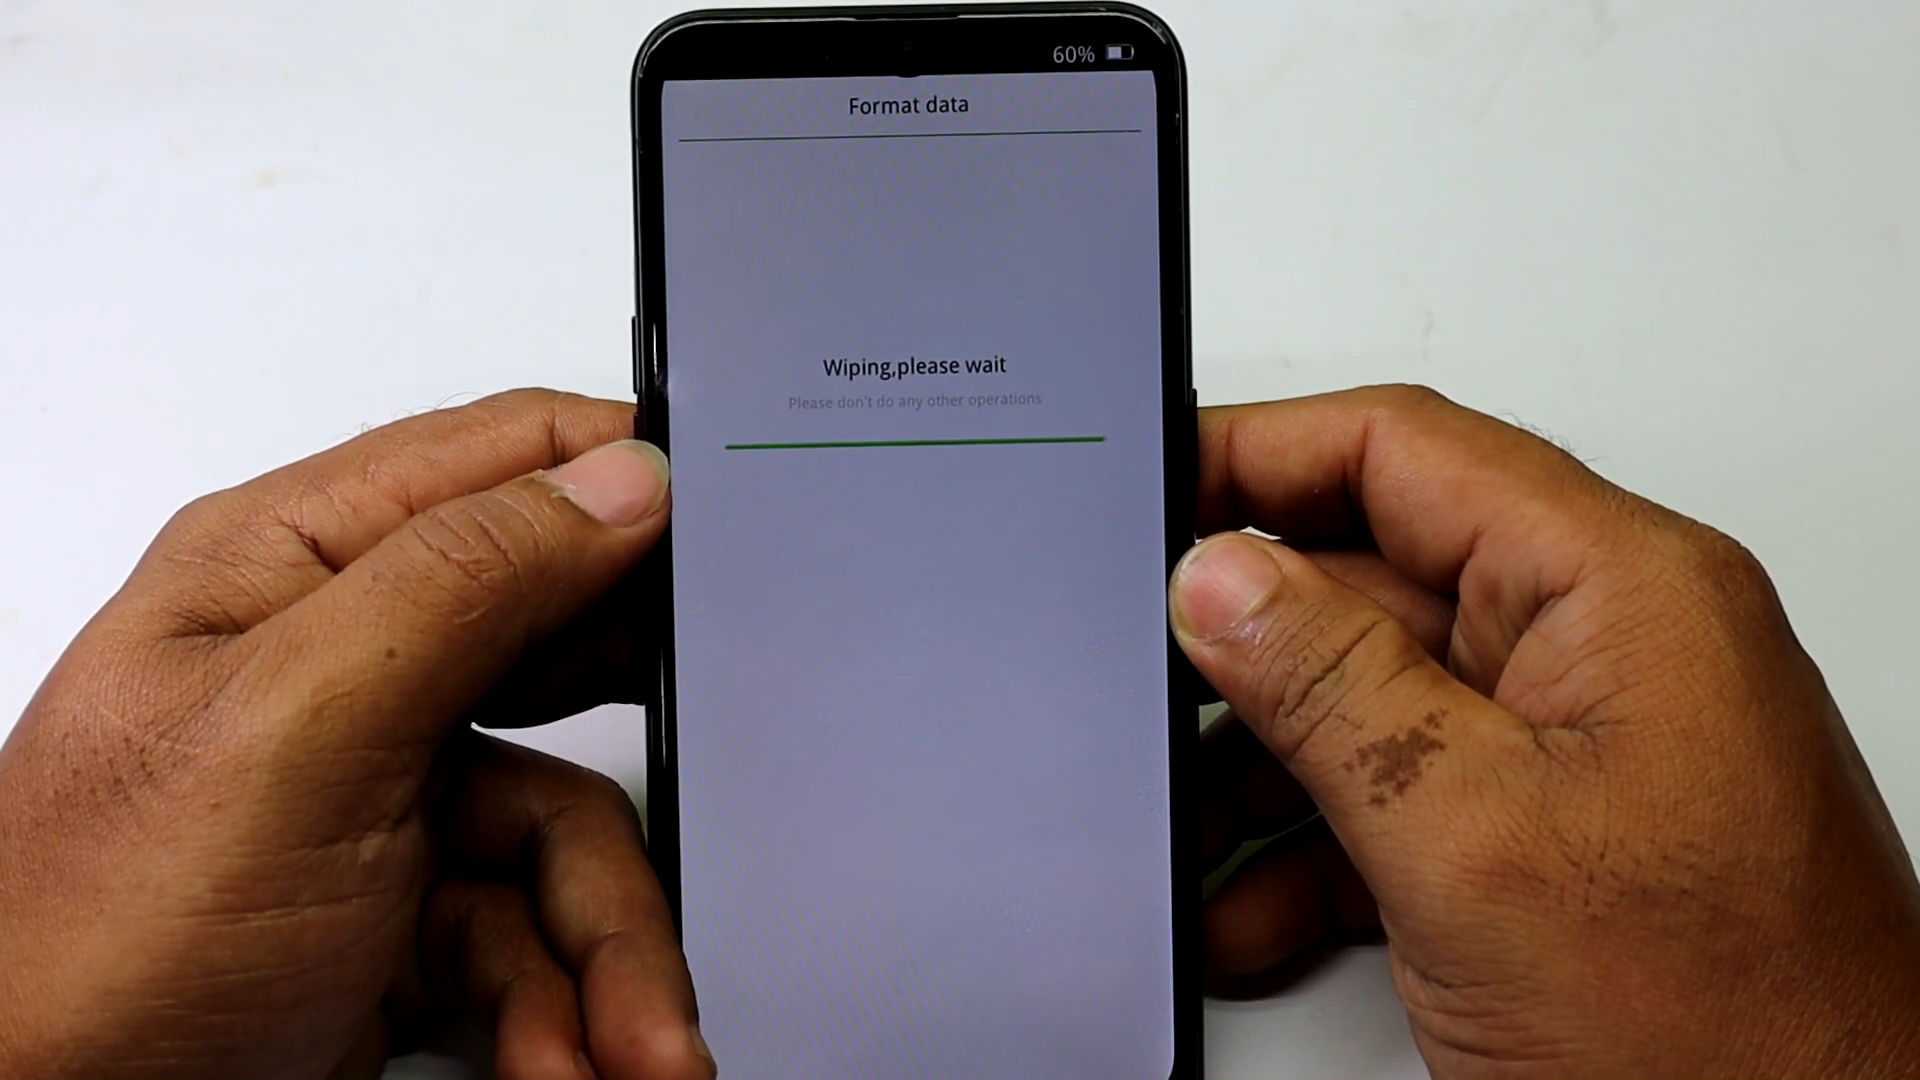 60%
Format data
Wiping,please wait
Please don't do any other operations